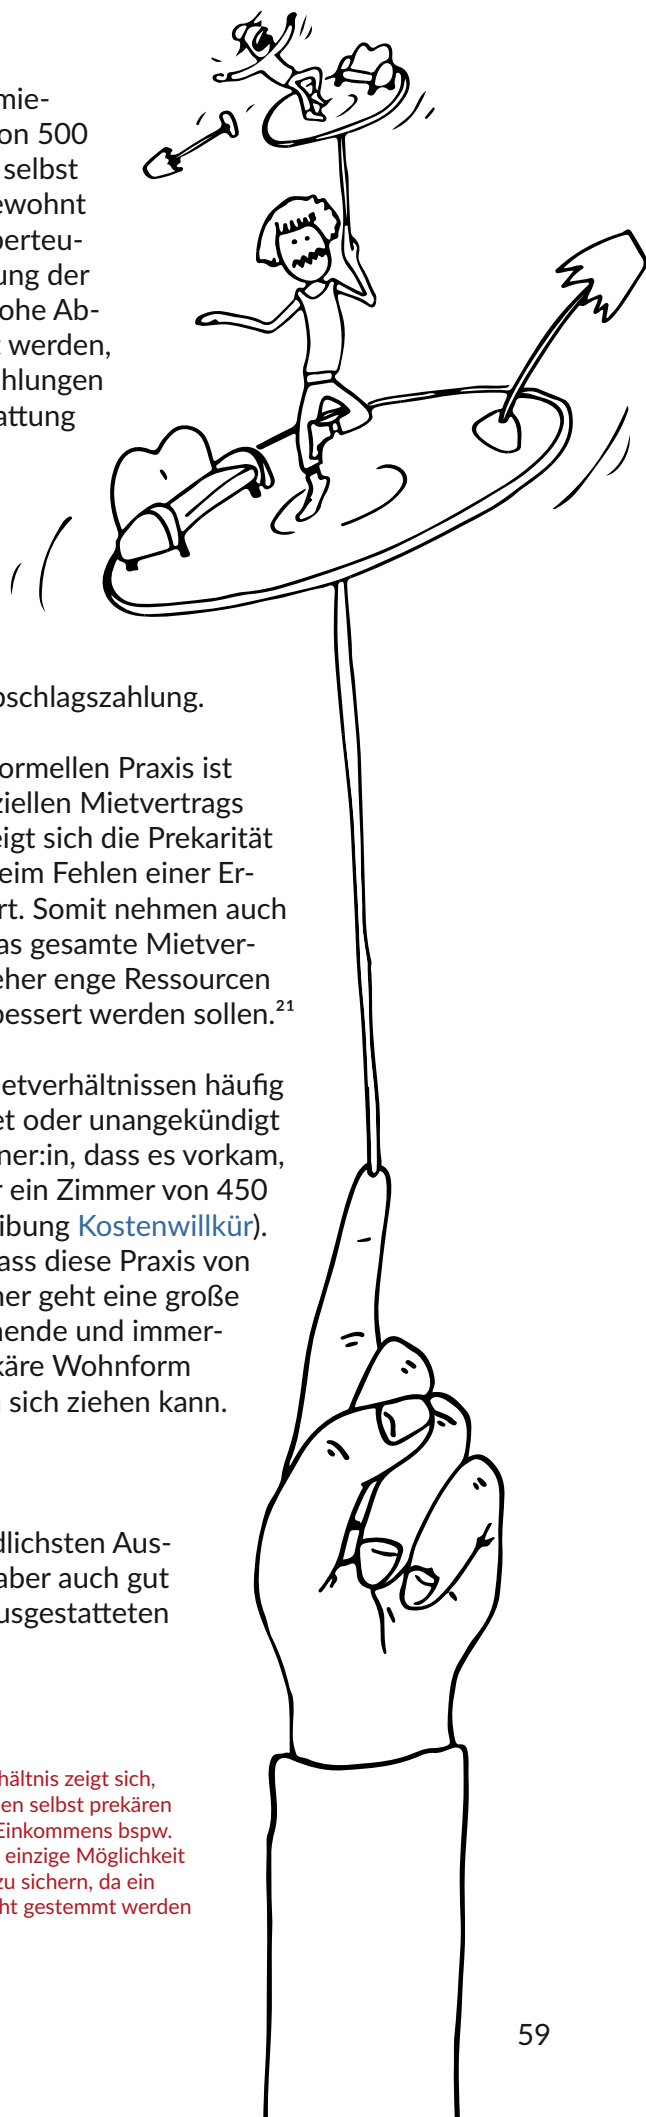 mie-
on 500
selbst
ewohnt
perteu-
ung der
ohe Ab-
t werden,
hlungen
attung
bschlagszahlung.
ormellen Praxis ist
ziellen Mietvertrags
eigt sich die Prekarität
eim Fehlen einer Er-
rt. Somit nehmen auch
as gesamte Mietver-
eher enge Ressourcen
bessert werden sollen.²¹
etverhältnissen häufig
et oder unangekündigt
ner:in, dass es vorkam,
r ein Zimmer von 450
ibung Kostenwillkür).
ass diese Praxis von
ner geht eine große
nende und immer-
käre Wohnform
n sich ziehen kann.
dlichsten Aus-
aber auch gut
usgestatteten
hältnis zeigt sich,
gen selbst prekären
Einkommens bspw.
einzige Möglichkeit
zu sichern, da ein
cht gestemmt werden
59